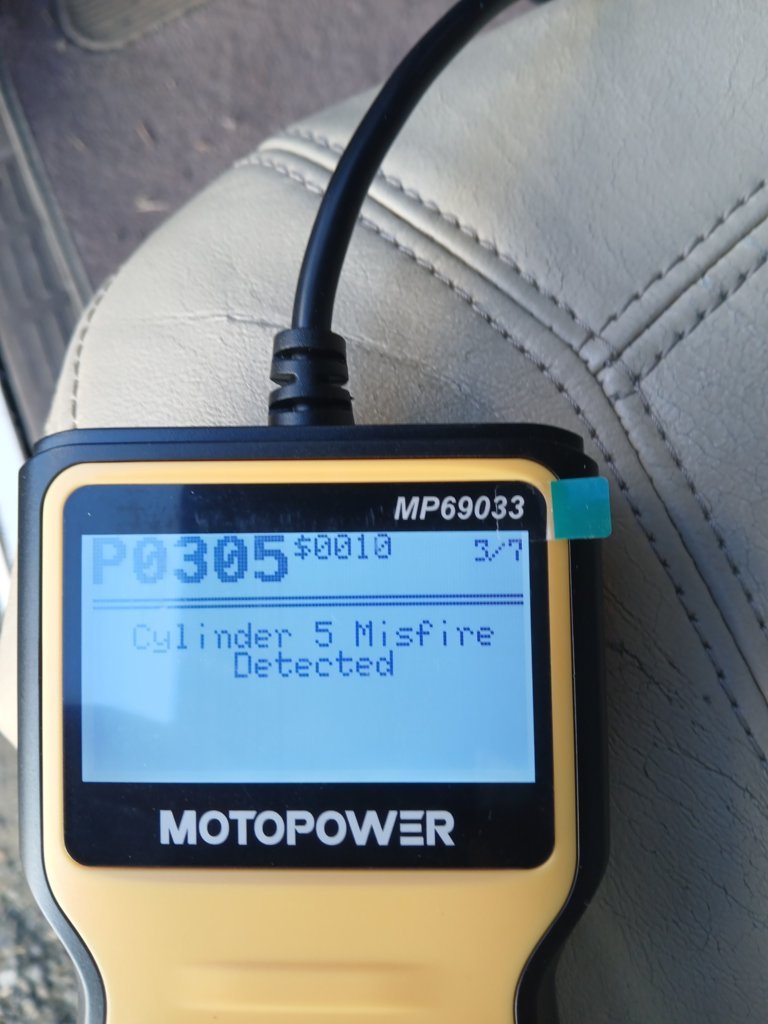 MP69033
P0305 $0010 3/7
Cylinder 5 Misfire
Detected
MOTOPOWER